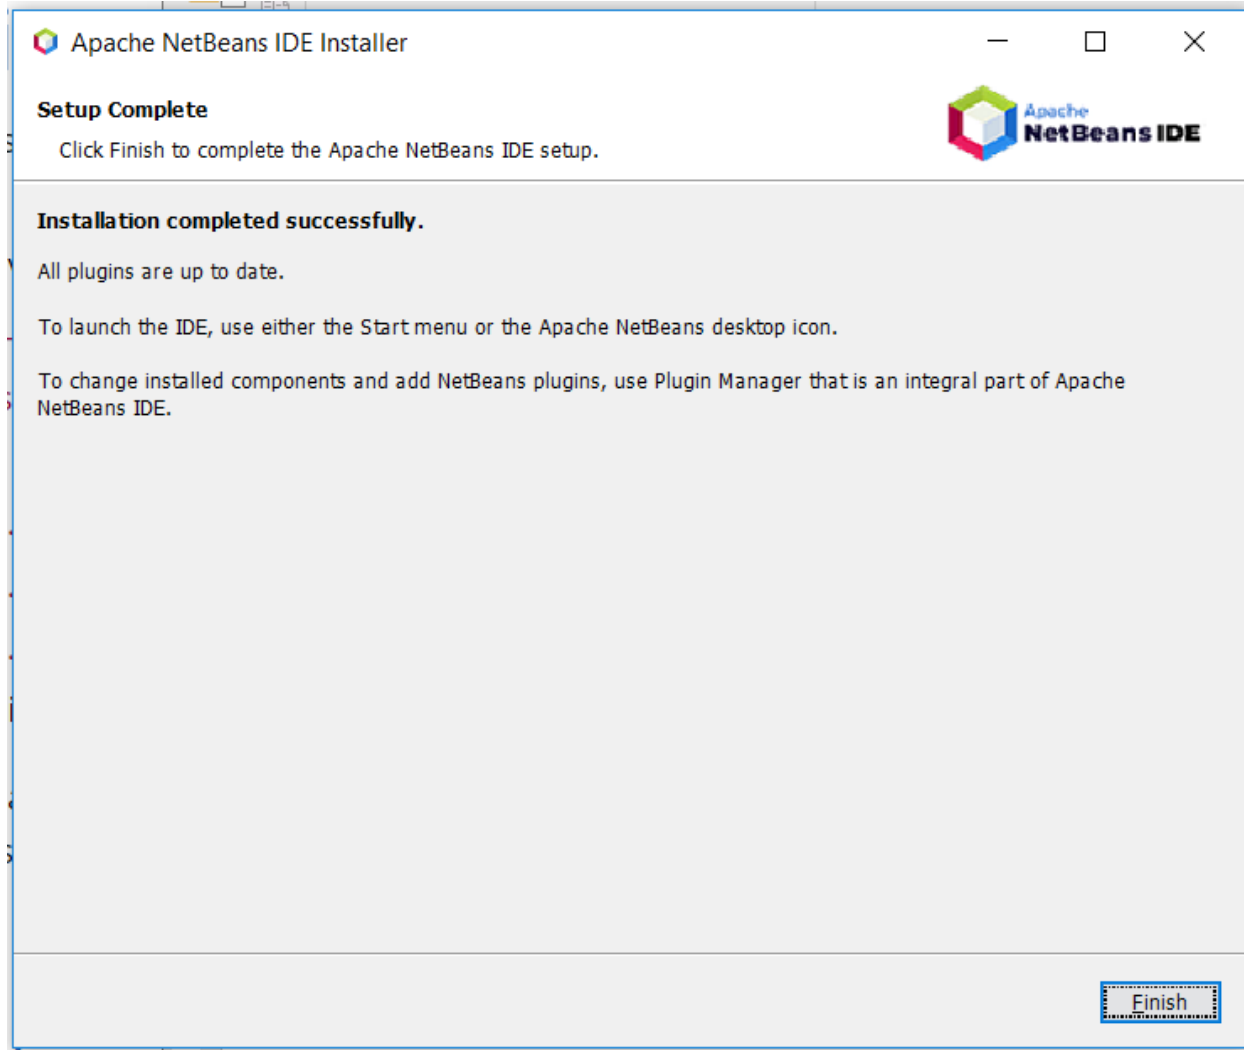 Apache NetBeans IDE Installer
Setup Complete
Click Finish to complete the Apache NetBeans IDE setup.
Apache
NetBeans IDE
Installation completed successfully.
All plugins are up to date.
To launch the IDE, use either the Start menu or the Apache NetBeans desktop icon.
To change installed components and add NetBeans plugins, use Plugin Manager that is an integral part of Apache
NetBeans IDE.
Finish